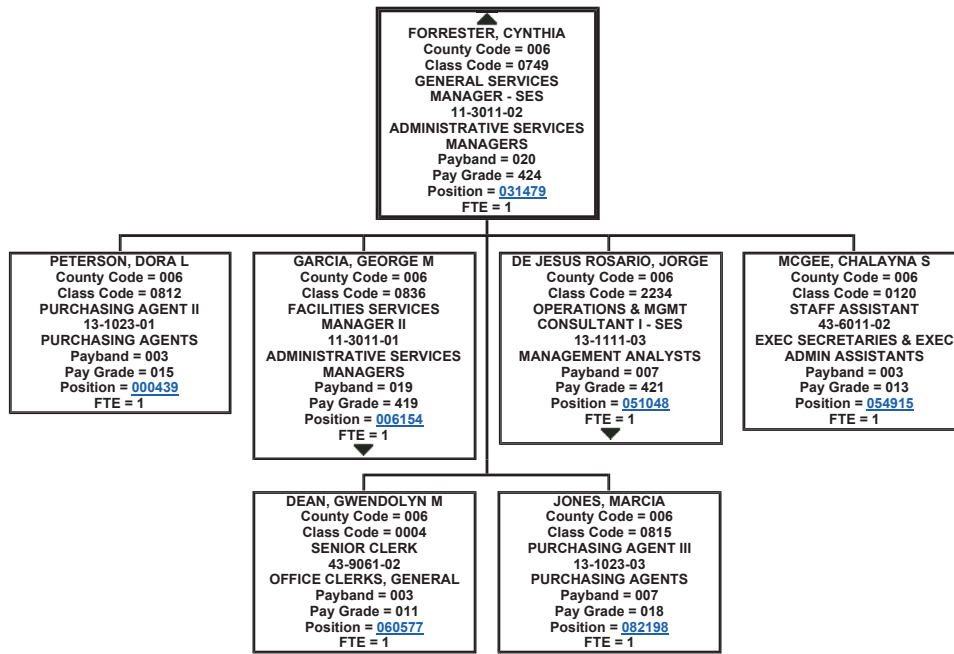 FORRESTER, CYNTHIA
County Code = 006
Class Code = 0749
GENERAL SERVICES
MANAGER - SES
11-3011-02
ADMINISTRATIVE SERVICES
MANAGERS
Payband = 020
Pay Grade = 424
Position = 031479
FTE = 1
PETERSON, DORA L
County Code = 006
Class Code = 0812
PURCHASING AGENT II
13-1023-01
PURCHASING AGENTS
Payband = 003
Pay Grade = 015
Position = 000439
FTE = 1
GARCIA, GEORGE M
County Code = 006
Class Code = 0836
FACILITIES SERVICES
MANAGER II
11-3011-01
ADMINISTRATIVE SERVICES
MANAGERS
Payband = 019
Pay Grade = 419
Position = 006154
FTE = 1
DE JESUS ROSARIO, JORGE
County Code = 006
Class Code = 2234
OPERATIONS & MGMT
CONSULTANT I - SES
13-1111-03
MANAGEMENT ANALYSTS
Payband = 007
Pay Grade = 421
Position = 051048
FTE = 1
MCGEE, CHALAYNA S
County Code = 006
Class Code = 0120
STAFF ASSISTANT
43-6011-02
EXEC SECRETARIES & EXEC
ADMIN ASSISTANTS
Payband = 003
Pay Grade = 013
Position = 054915
FTE = 1
DEAN, GWENDOLYN M
County Code = 006
Class Code = 0004
SENIOR CLERK
43-9061-02
OFFICE CLERKS, GENERAL
Payband = 003
Pay Grade = 011
Position = 060577
FTE = 1
JONES, MARCIA
County Code = 006
Class Code = 0815
PURCHASING AGENT III
13-1023-03
PURCHASING AGENTS
Payband = 007
Pay Grade = 018
Position = 082198
FTE = 1